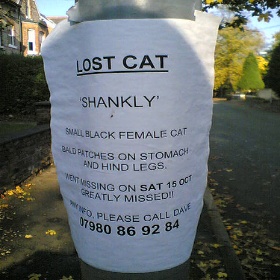 LOST CAT
'SHANKLY'
SMALL BLACK FEMALE CAT
BALD PATCHES ON STOMACH
AND HIND LEGS.
WENT MISSING ON SAT 15 OCT
GREATLY MISSED!!
ANY INFO, PLEASE CALL DAVE
07980 86 92 84